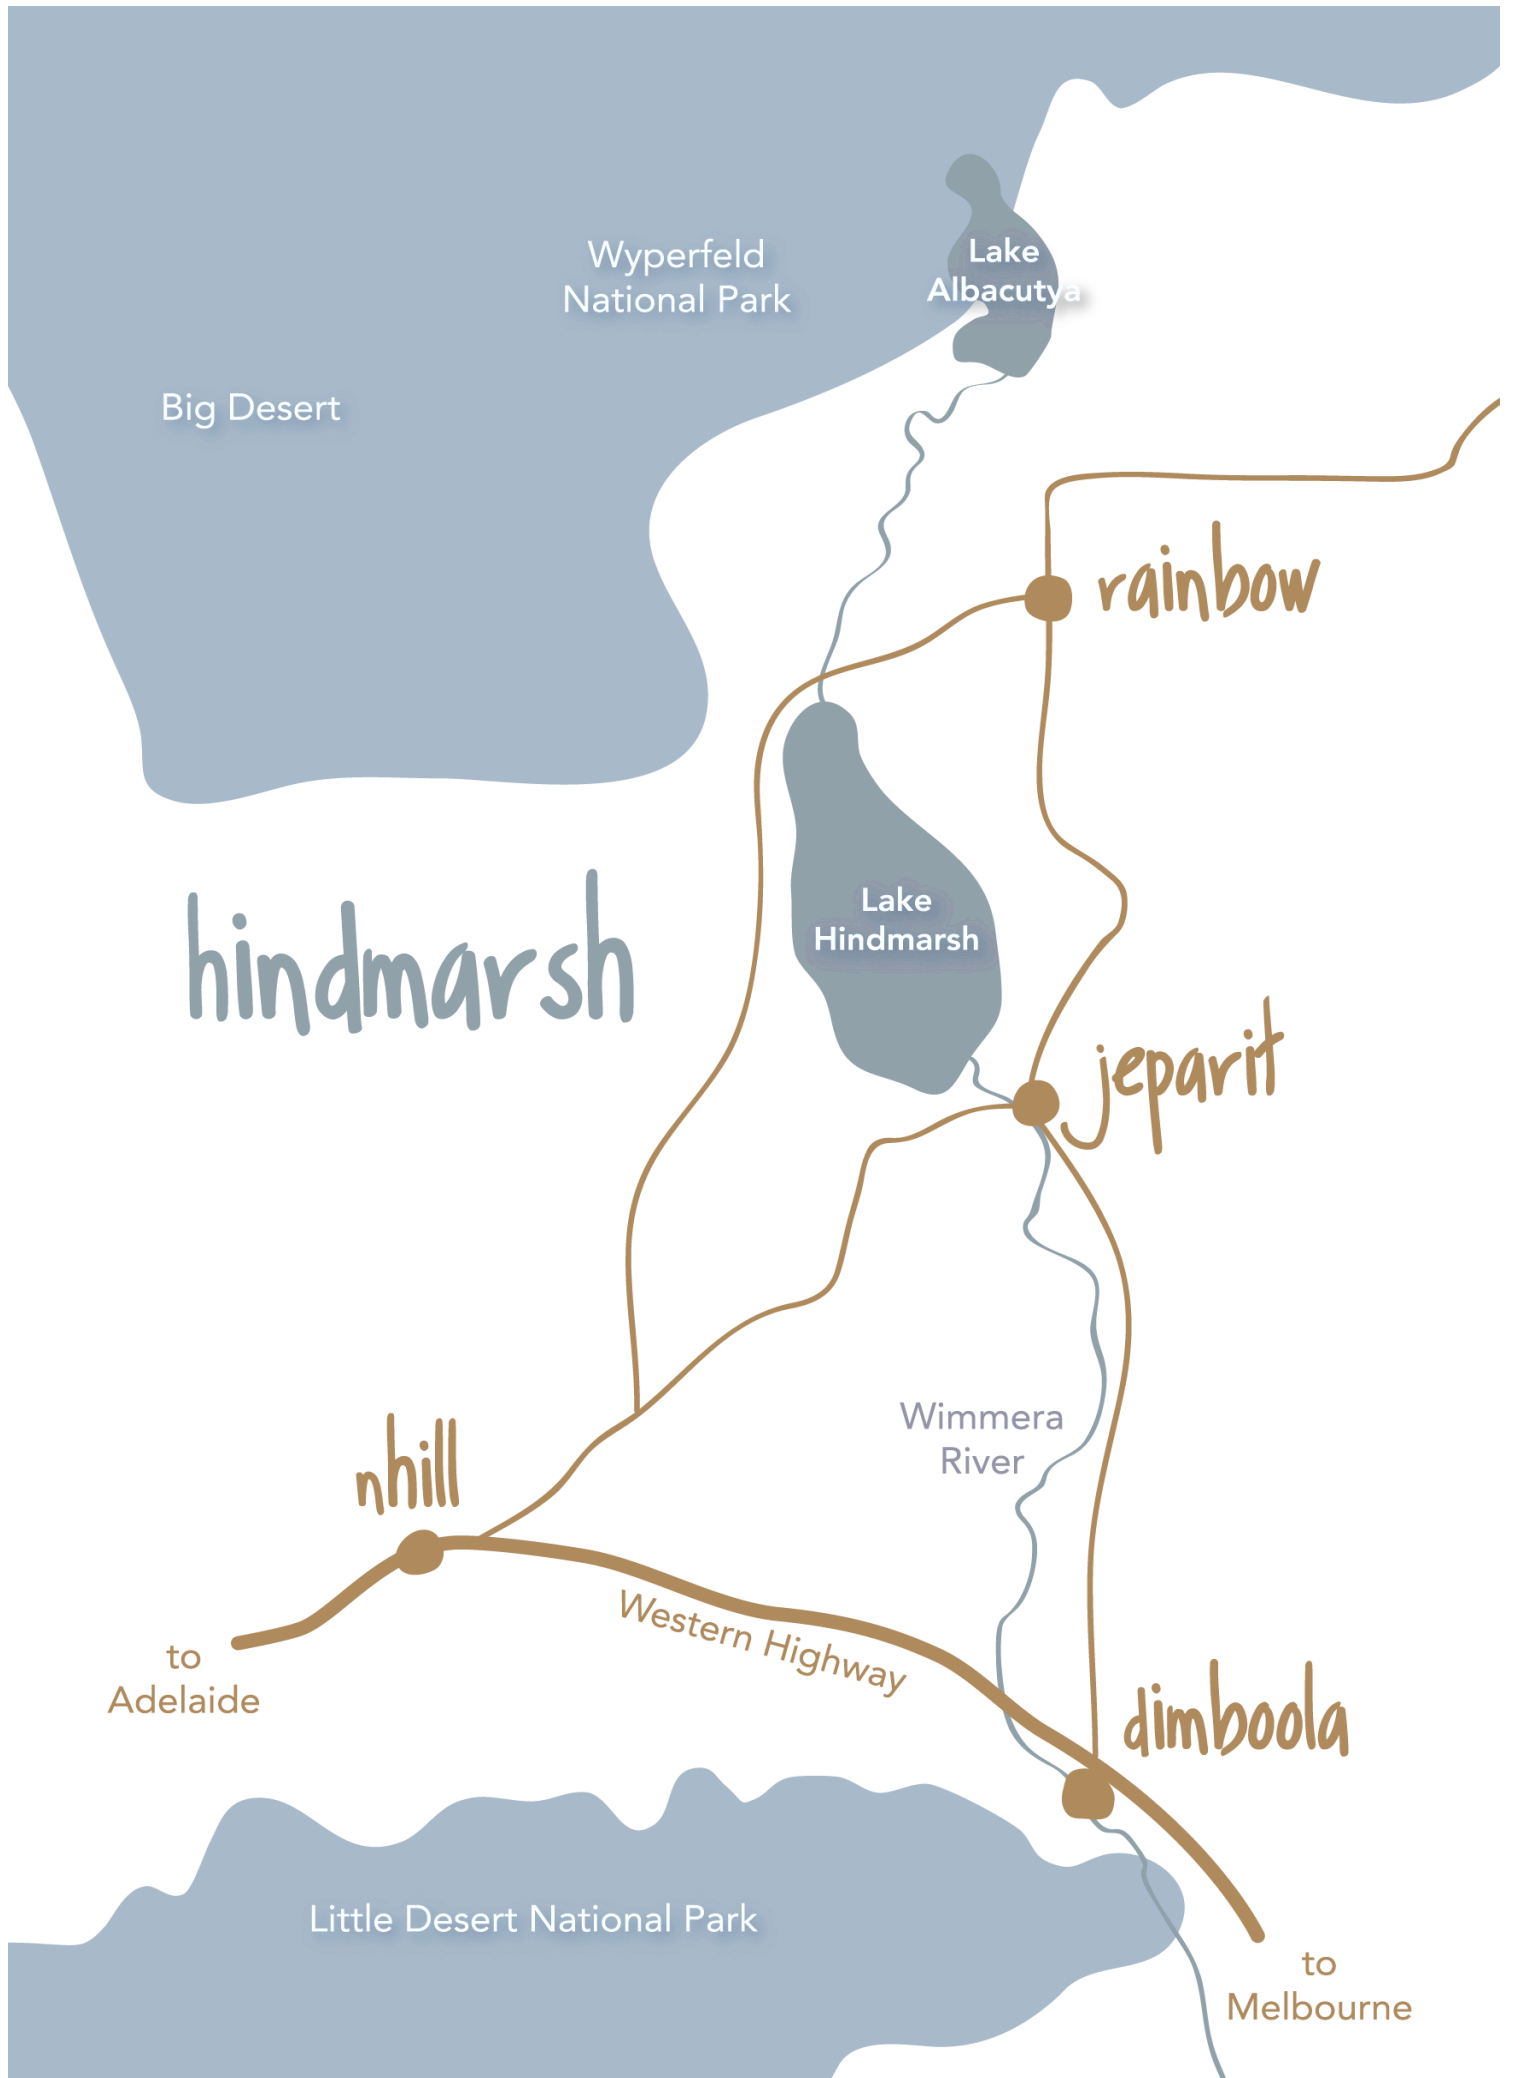 Wyperfeld
National Park
Lake
Albacutya
Big Desert
rainbow
hindmarsh
Lake
Hindmarsh
jeparit
nhill
Wimmera
River
Western Highway
to
Adelaide
dimboola
Little Desert National Park
to
Melbourne